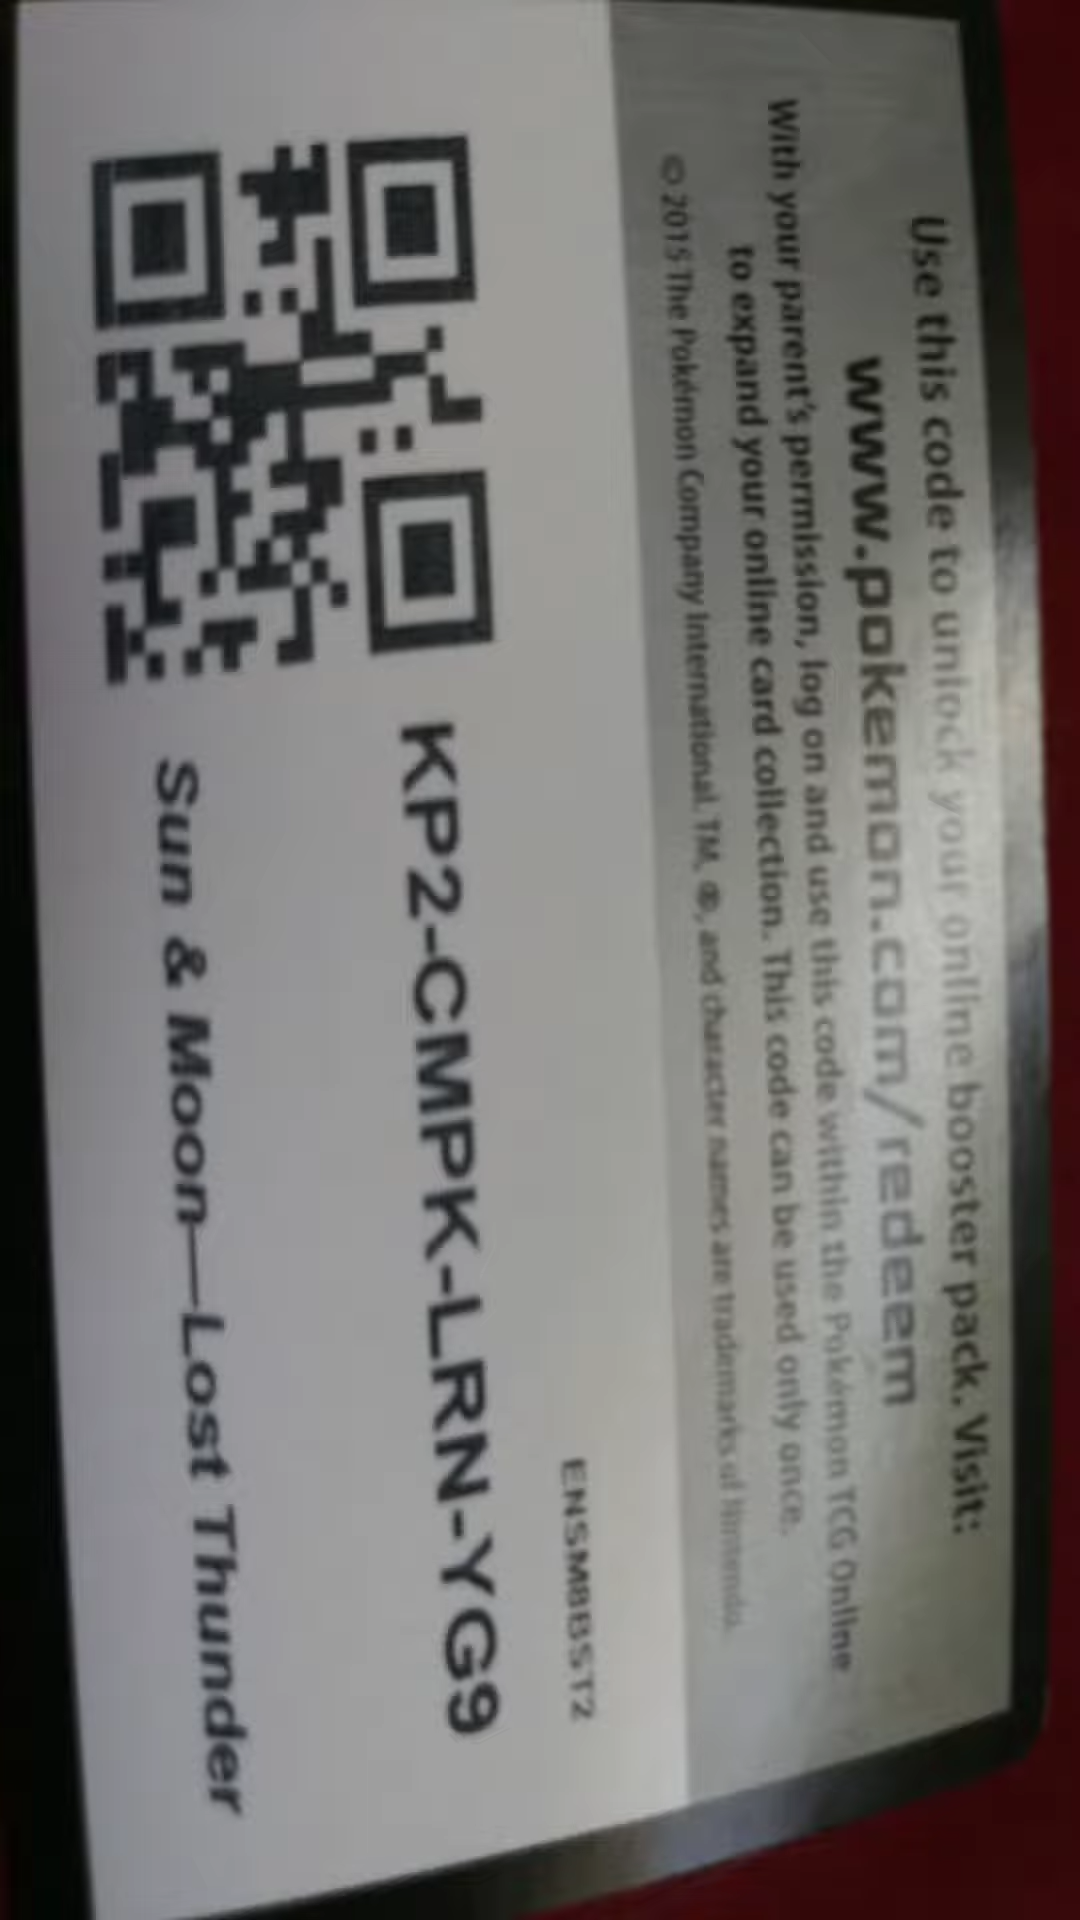 Use this code to unlock your online booster pack. Visit:
www.pokemon.com/redeem
With your parent's permission, log on and use this code within the Pokémon TCG Online
to expand your online card collection. This code can be used only once.
© 2015 The Pokémon Company International. TM, ®, and character names are trademarks of Nintendo.
ENSM8BST2
KP2-CMPK-LRN-YG9
Sun & Moon—Lost Thunder